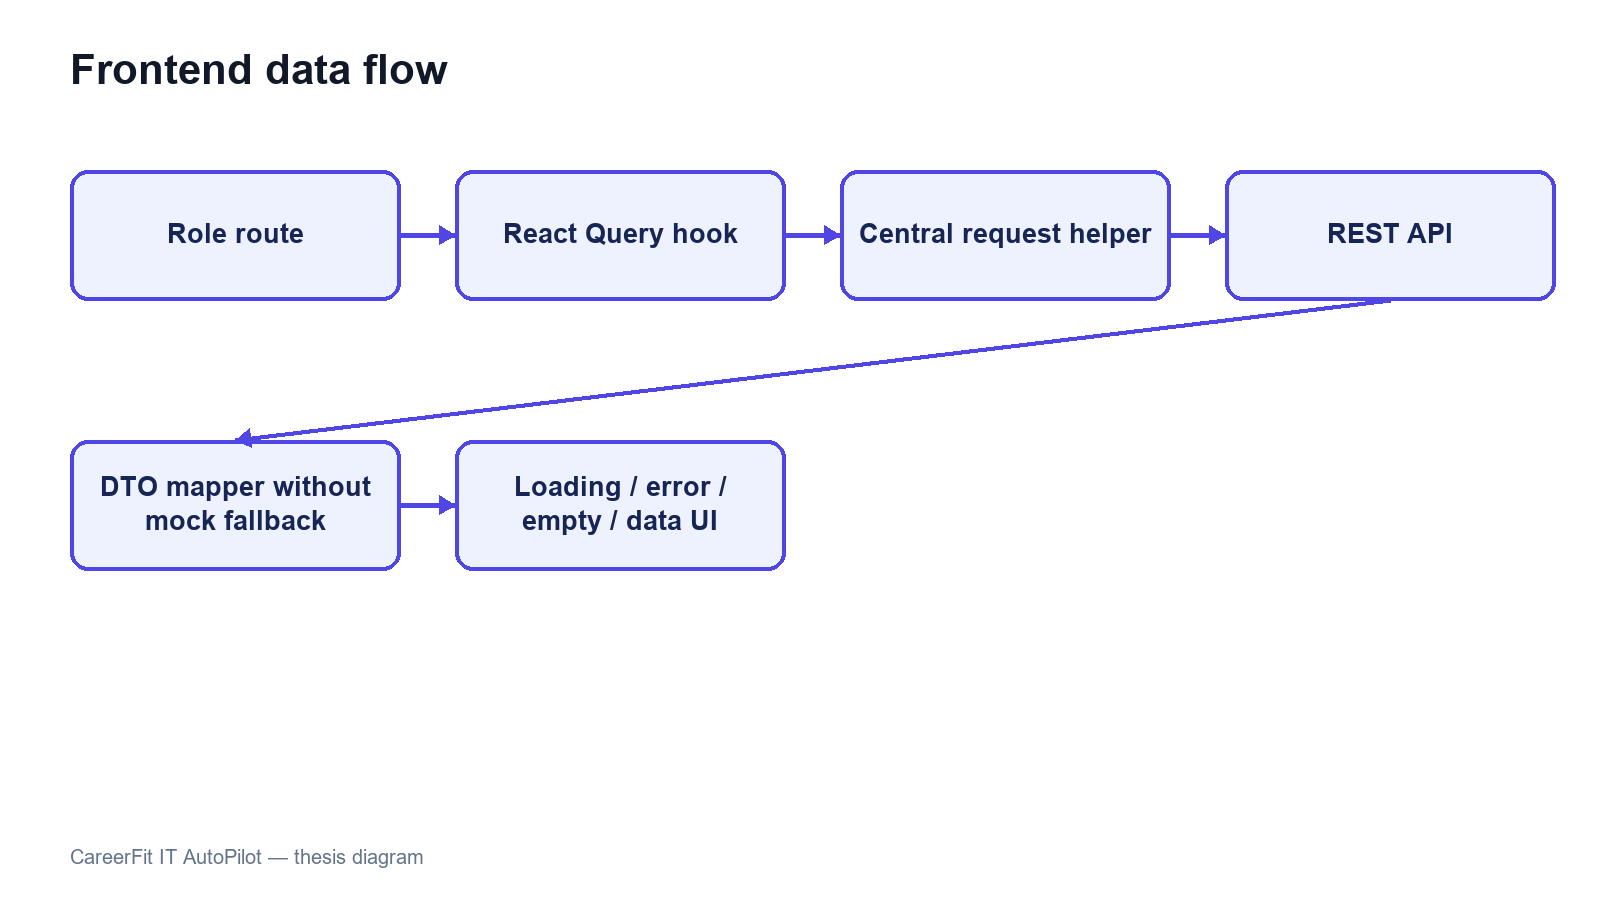 Frontend data flow
Role route
React Query hook
Central request helper
REST API
DTO mapper without
mock fallback
Loading / error /
empty / data UI
CareerFit IT AutoPilot — thesis diagram